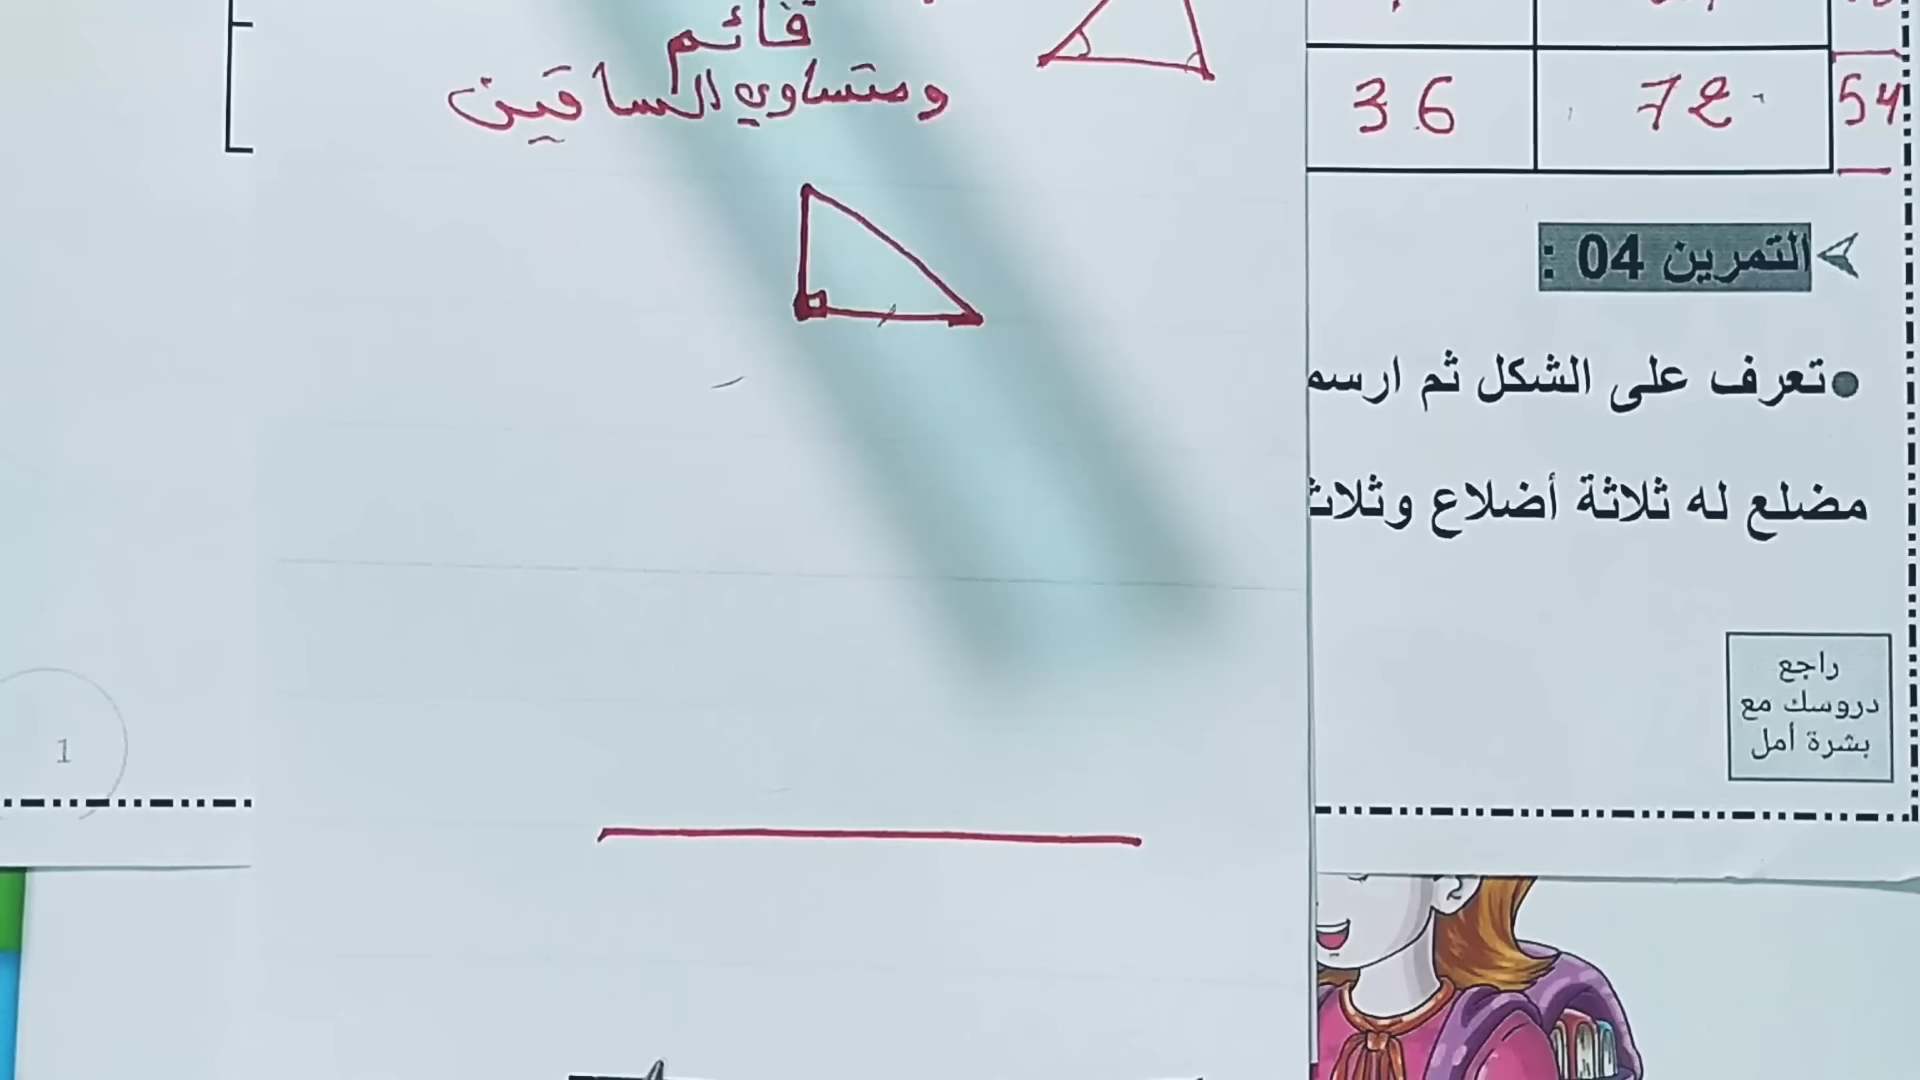 قائم
ومتساوي الساقين
36
72
54
التمرين 04 :
تعرف على الشكل ثم ارسم
مضلع له ثلاثة أضلاع وثلاث
راجع
دروسك مع
بشرة أمل
1